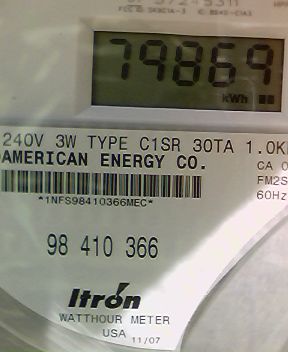 79869
kWh
240V 3W TYPE C1SR 30TA 1.0K
AMERICAN ENERGY CO.
CA
FM2S
60Hz
*1NFS98410366MEC*
98 410 366
Itron
WATTHOUR METER
USA 11/07